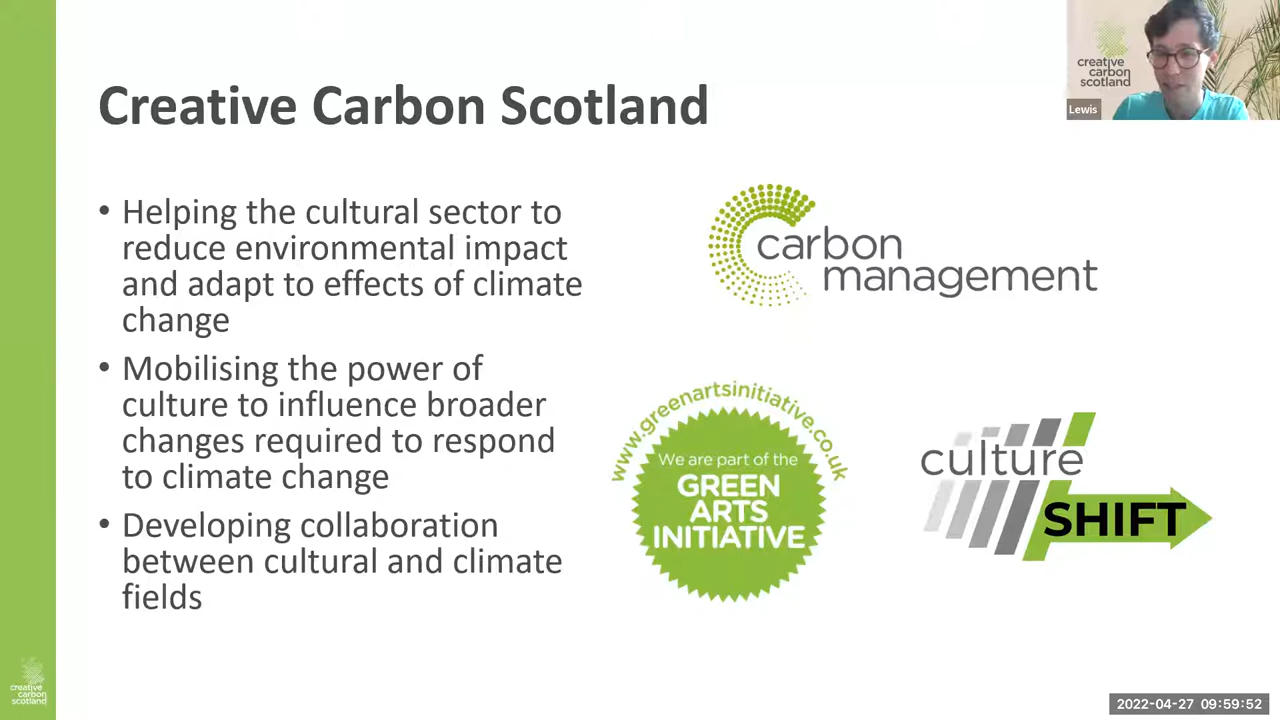 Creative Carbon Scotland
• Helping the cultural sector to
reduce environmental impact
and adapt to effects of climate
change
• Mobilising the power of
culture to influence broader
changes required to respond
to climate change
• Developing collaboration
between cultural and climate
fields
carbon
management
www.greenartsinitiative.co.uk
We are part of the
GREEN
ARTS
INITIATIVE
culture
SHIFT
creative
carbon
scotland
Lewis
creative
carbon
scotland
2022-04-27 09:59:52